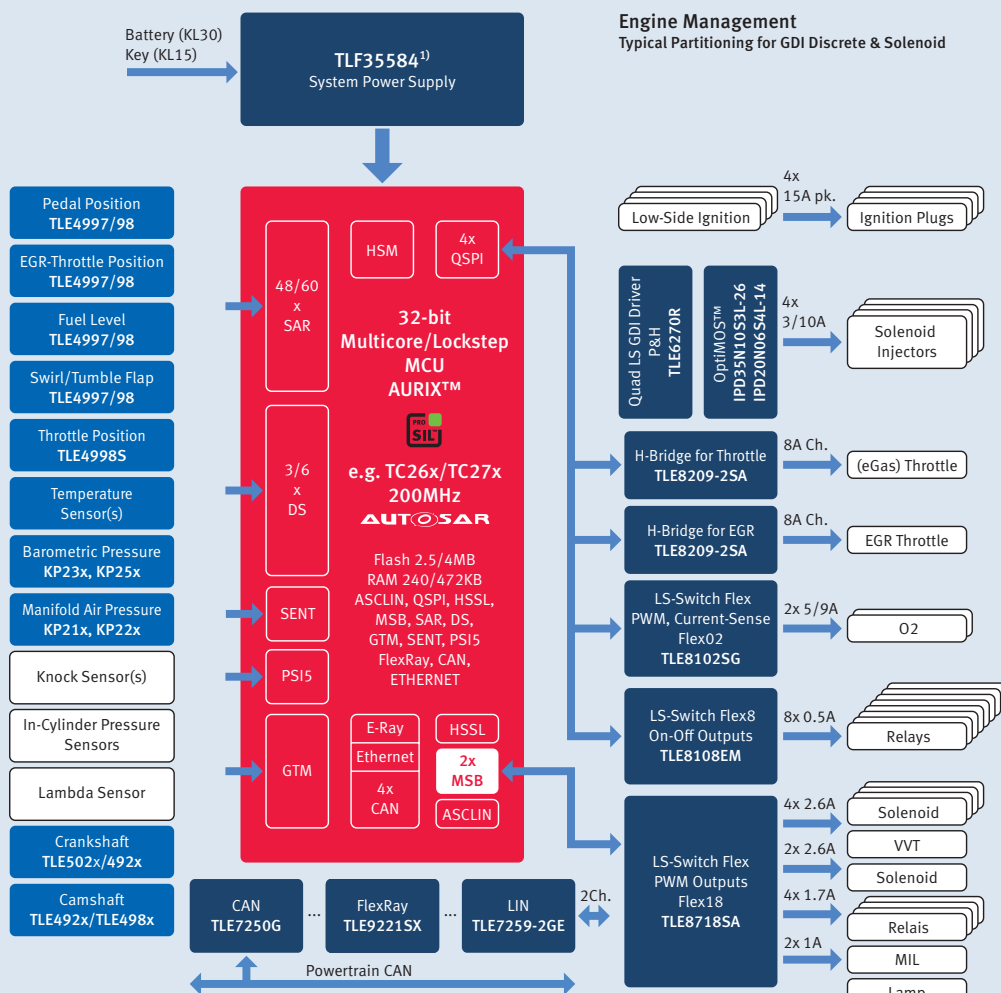 Engine Management
Typical Partitioning for GDI Discrete & Solenoid
Battery (KL30)
Key (KL15)
TLF35584¹⁾
System Power Supply
Pedal Position
TLE4997/98
EGR-Throttle Position
TLE4997/98
Fuel Level
TLE4997/98
Swirl/Tumble Flap
TLE4997/98
Throttle Position
TLE4998S
Temperature
Sensor(s)
Barometric Pressure
KP23x, KP25x
Manifold Air Pressure
KP21x, KP22x
Knock Sensor(s)
In-Cylinder Pressure
Sensors
Lambda Sensor
Crankshaft
TLE502x/492x
Camshaft
TLE492x/TLE498x
48/60
x
SAR
3/6
x
DS
SENT
PSI5
GTM
HSM
4x
QSPI
32-bit
Multicore/Lockstep
MCU
AURIX™
PRO
SIL
e.g. TC26x/TC27x
200MHz
AUTOSAR
Flash 2.5/4MB
RAM 240/472KB
ASCLIN, QSPI, HSSL,
MSB, SAR, DS,
GTM, SENT, PSI5
FlexRay, CAN,
ETHERNET
E-Ray
Ethernet
4x
CAN
HSSL
2x
MSB
ASCLIN
CAN
TLE7250G
...
FlexRay
TLE9221SX
...
LIN
TLE7259-2GE
2Ch.
Powertrain CAN
Low-Side Ignition
4x
15A pk.
Ignition Plugs
Quad LS GDI Driver
P&H
TLE6270R
OptiMOS™
IPD35N10S3L-26
IPD20N06S4L-14
4x
3/10A
Solenoid
Injectors
H-Bridge for Throttle
TLE8209-2SA
8A Ch.
(eGas) Throttle
H-Bridge for EGR
TLE8209-2SA
8A Ch.
EGR Throttle
LS-Switch Flex
PWM, Current-Sense
Flex02
TLE8102SG
2x 5/9A
O2
LS-Switch Flex8
On-Off Outputs
TLE8108EM
8x 0.5A
Relays
LS-Switch Flex
PWM Outputs
Flex18
TLE8718SA
4x 2.6A
Solenoid
VVT
2x 2.6A
Solenoid
4x 1.7A
Relais
2x 1A
MIL
Lamp